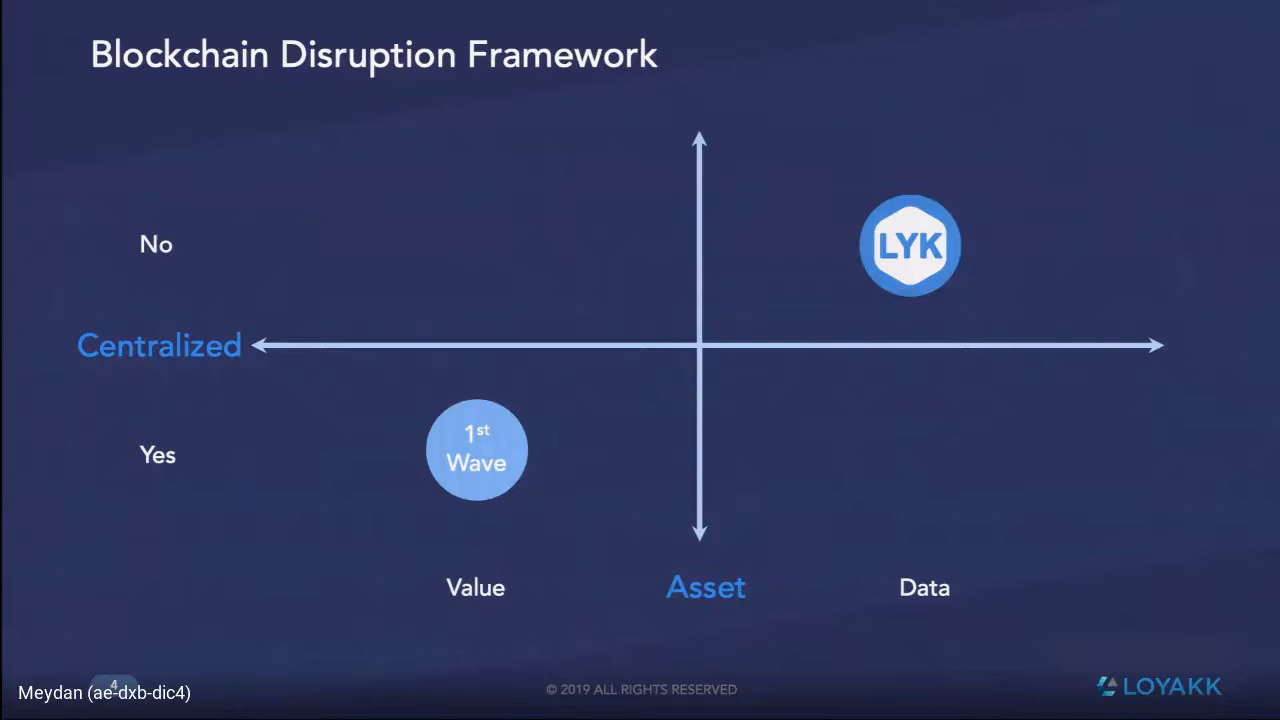 Blockchain Disruption Framework
No
LYK
Centralized
1st
Wave
Yes
Value
Asset
Data
4
Meydan (ae-dxb-dic4)
© 2019 ALL RIGHTS RESERVED
LOYAKK